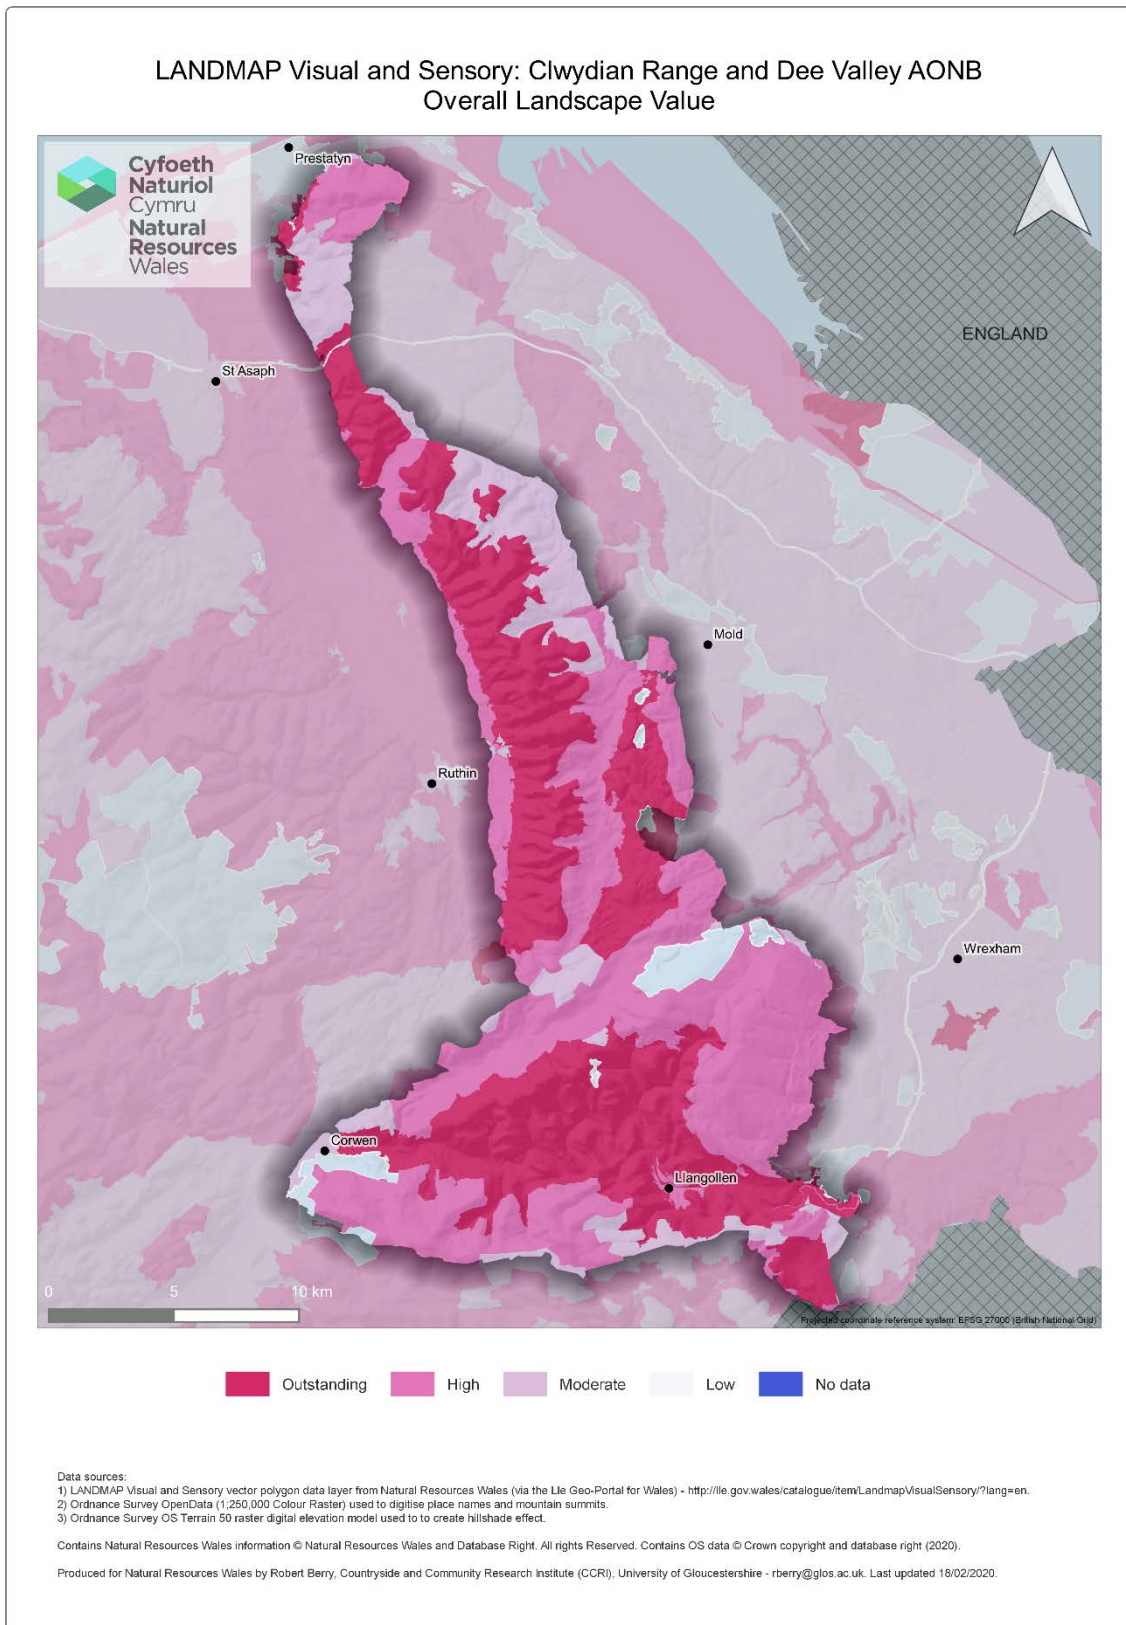 LANDMAP Visual and Sensory: Clwydian Range and Dee Valley AONB
Overall Landscape Value
Cyfoeth
Naturiol
Cymru
Natural
Resources
Wales
Prestatyn
ENGLAND
St Asaph
Mold
Ruthin
Wrexham
Corwen
Llangollen
0 5 10 km
Projected coordinate reference system: EPSG 27000 (British National Grid)
Outstanding High Moderate Low No data
Data sources:
1) LANDMAP Visual and Sensory vector polygon data layer from Natural Resources Wales (via the Lle Geo-Portal for Wales) - http://lle.gov.wales/catalogue/item/LandmapVisualSensory/?lang=en.
2) Ordnance Survey OpenData (1;250,000 Colour Raster) used to digitise place names and mountain summits.
3) Ordnance Survey OS Terrain 50 raster digital elevation model used to to create hillshade effect.
Contains Natural Resources Wales information © Natural Resources Wales and Database Right. All rights Reserved. Contains OS data © Crown copyright and database right (2020).
Produced for Natural Resources Wales by Robert Berry, Countryside and Community Research Institute (CCRI), University of Gloucestershire - rberry@glos.ac.uk. Last updated 18/02/2020.